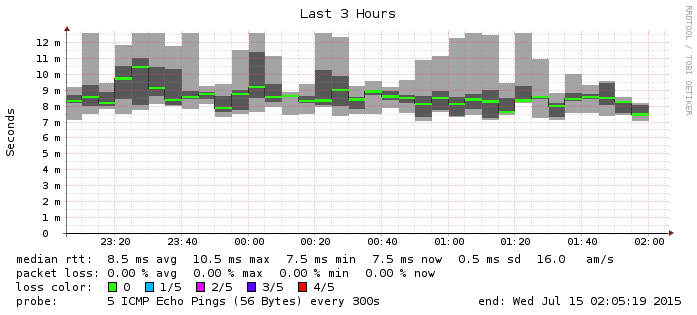 Last 3 Hours
RRDTOOL / TOBI OETIKER
Seconds
12 m
11 m
10 m
9 m
8 m
7 m
6 m
5 m
4 m
3 m
2 m
1 m
0
23:20 23:40 00:00 00:20 00:40 01:00 01:20 01:40 02:00
median rtt: 8.5 ms avg 10.5 ms max 7.5 ms min 7.5 ms now 0.5 ms sd 16.0 am/s
packet loss: 0.00 % avg 0.00 % max 0.00 % min 0.00 % now
loss color: 0 1/5 2/5 3/5 4/5
probe: 5 ICMP Echo Pings (56 Bytes) every 300s end: Wed Jul 15 02:05:19 2015